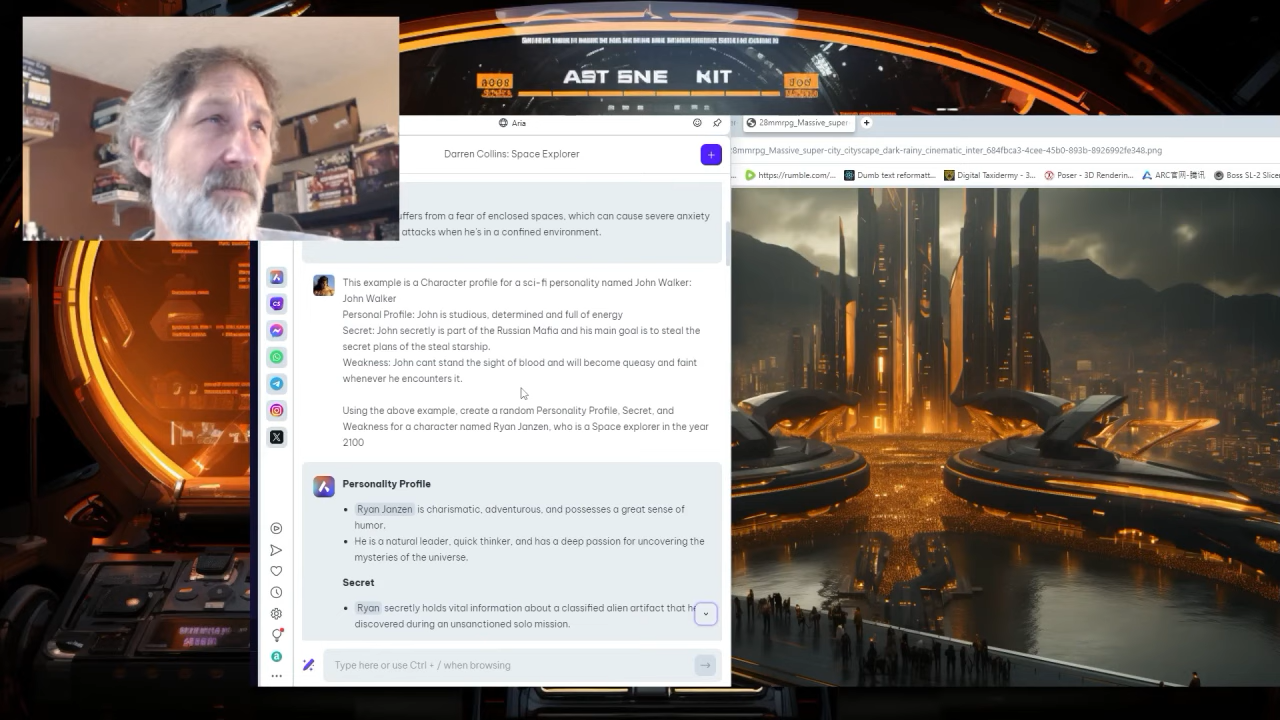 AST SNE KIT
Aria
28mmrpg_Massive_super
Darren Collins: Space Explorer
8mmrpg_Massive_super-city_cityscape_dark-rainy_cinematic_inter_684fbca3-4cee-45b0-893b-8926992fe348.png
https://rumble.com/...
Dumb text reformatt...
Digital Taxidermy - 3...
Poser - 3D Renderin...
ARC官网-腾讯
Boss SL-2 Slicer
uffers from a fear of enclosed spaces, which can cause severe anxiety
attacks when he's in a confined environment.
This example is a Character profile for a sci-fi personality named John Walker:
John Walker
Personal Profile: John is studious, determined and full of energy
Secret: John secretly is part of the Russian Mafia and his main goal is to steal the
secret plans of the steal starship.
Weakness: John cant stand the sight of blood and will become queasy and faint
whenever he encounters it.
Using the above example, create a random Personality Profile, Secret, and
Weakness for a character named Ryan Janzen, who is a Space explorer in the year
2100
Personality Profile
Ryan Janzen is charismatic, adventurous, and possesses a great sense of
humor.
He is a natural leader, quick thinker, and has a deep passion for uncovering the
mysteries of the universe.
Secret
Ryan secretly holds vital information about a classified alien artifact that he
discovered during an unsanctioned solo mission.
Type here or use Ctrl + / when browsing